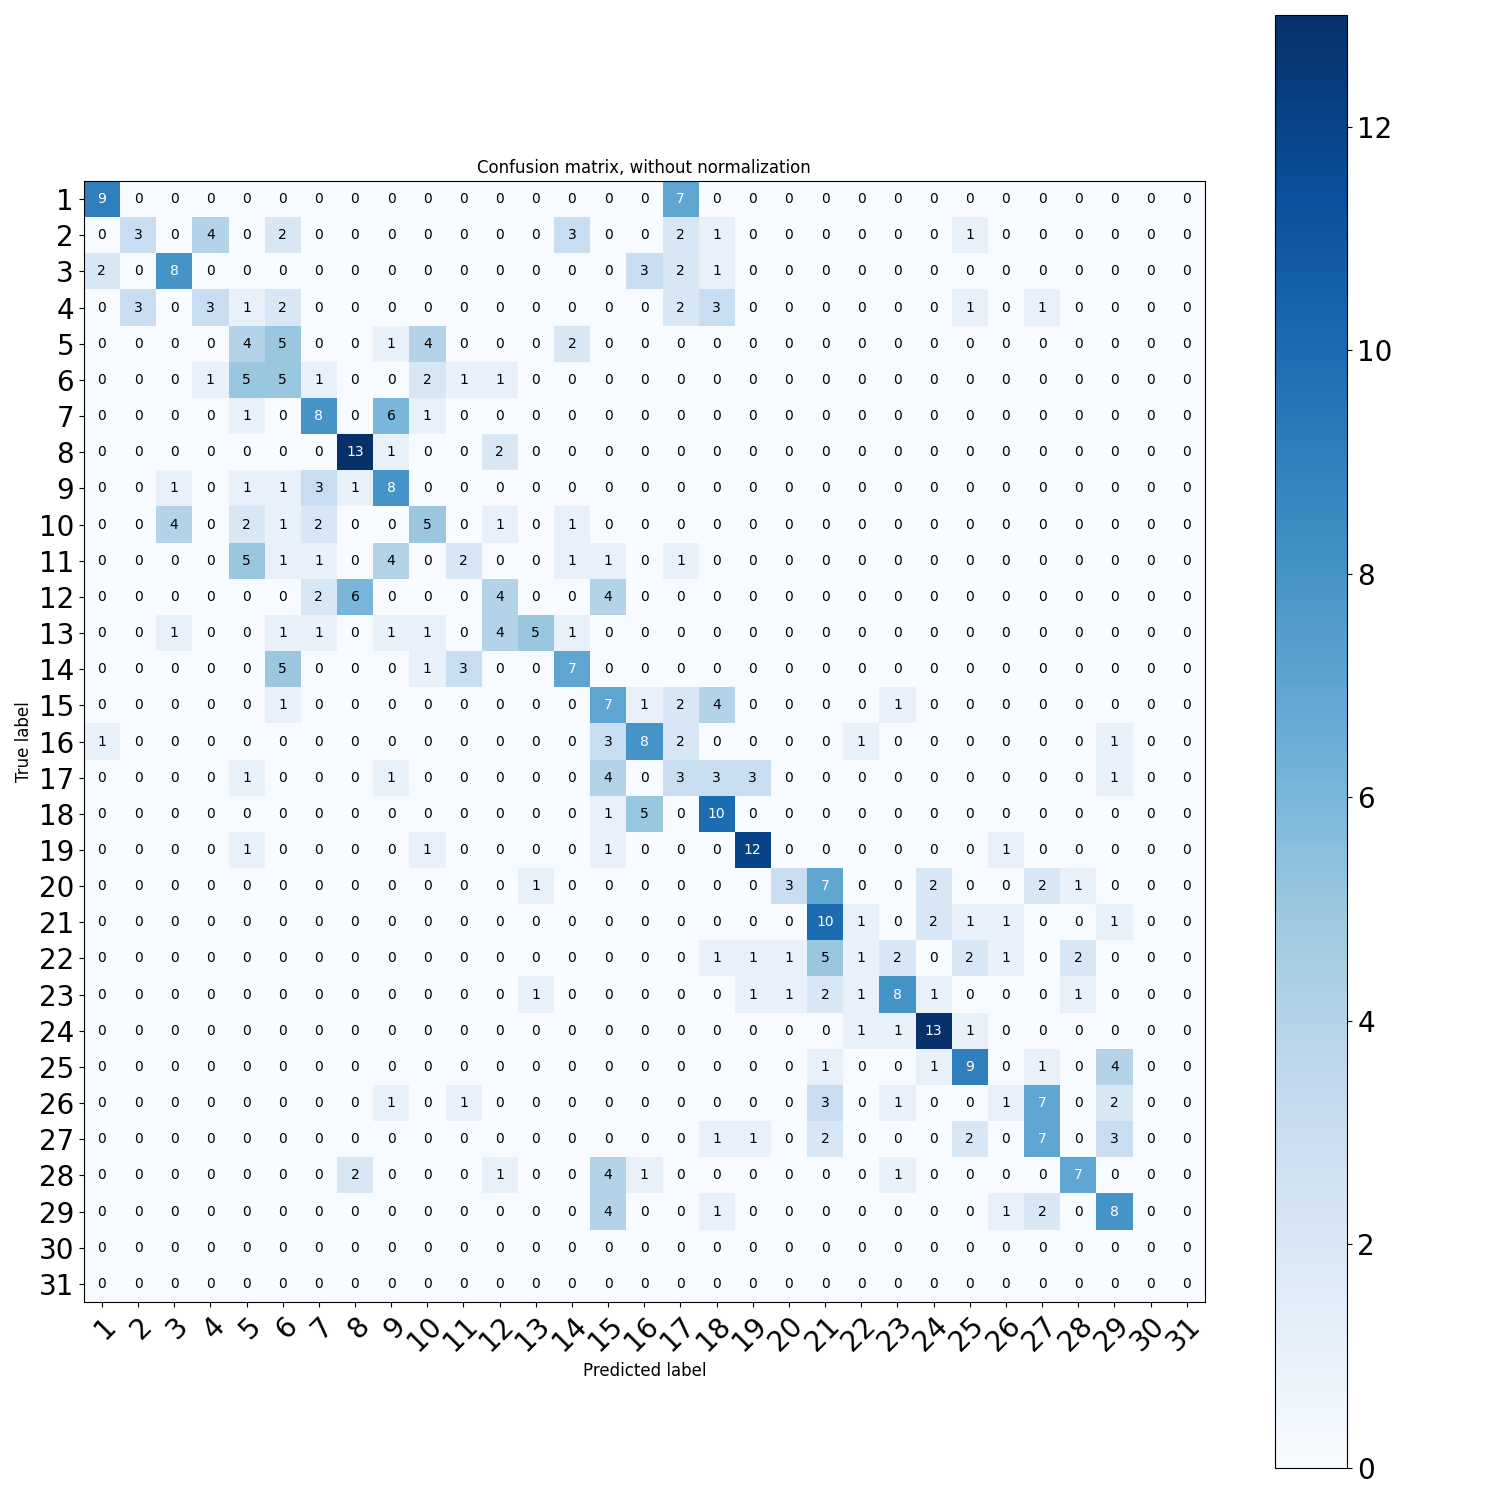 Confusion matrix, without normalization
1 9 0 0 0 0 0 0 0 0 0 0 0 0 0 0 0 7 0 0 0 0 0 0 0 0 0 0 0 0 0 0
2 0 3 0 4 0 2 0 0 0 0 0 0 0 3 0 0 2 1 0 0 0 0 0 0 1 0 0 0 0 0 0
3 2 0 8 0 0 0 0 0 0 0 0 0 0 0 0 3 2 1 0 0 0 0 0 0 0 0 0 0 0 0 0
4 0 3 0 3 1 2 0 0 0 0 0 0 0 0 0 0 2 3 0 0 0 0 0 0 1 0 1 0 0 0 0
5 0 0 0 0 4 5 0 0 1 4 0 0 0 2 0 0 0 0 0 0 0 0 0 0 0 0 0 0 0 0 0
6 0 0 0 1 5 5 1 0 0 2 1 1 0 0 0 0 0 0 0 0 0 0 0 0 0 0 0 0 0 0 0
7 0 0 0 0 1 0 8 0 6 1 0 0 0 0 0 0 0 0 0 0 0 0 0 0 0 0 0 0 0 0 0
8 0 0 0 0 0 0 0 13 1 0 0 2 0 0 0 0 0 0 0 0 0 0 0 0 0 0 0 0 0 0 0
9 0 0 1 0 1 1 3 1 8 0 0 0 0 0 0 0 0 0 0 0 0 0 0 0 0 0 0 0 0 0 0
10 0 0 4 0 2 1 2 0 0 5 0 1 0 1 0 0 0 0 0 0 0 0 0 0 0 0 0 0 0 0 0
11 0 0 0 0 5 1 1 0 4 0 2 0 0 1 1 0 1 0 0 0 0 0 0 0 0 0 0 0 0 0 0
12 0 0 0 0 0 0 2 6 0 0 0 4 0 0 4 0 0 0 0 0 0 0 0 0 0 0 0 0 0 0 0
13 0 0 1 0 0 1 1 0 1 1 0 4 5 1 0 0 0 0 0 0 0 0 0 0 0 0 0 0 0 0 0
14 0 0 0 0 0 5 0 0 0 1 3 0 0 7 0 0 0 0 0 0 0 0 0 0 0 0 0 0 0 0 0
15 0 0 0 0 0 1 0 0 0 0 0 0 0 0 7 1 2 4 0 0 0 0 1 0 0 0 0 0 0 0 0
16 1 0 0 0 0 0 0 0 0 0 0 0 0 0 3 8 2 0 0 0 0 1 0 0 0 0 0 0 1 0 0
17 0 0 0 0 1 0 0 0 1 0 0 0 0 0 4 0 3 3 3 0 0 0 0 0 0 0 0 0 1 0 0
18 0 0 0 0 0 0 0 0 0 0 0 0 0 0 1 5 0 10 0 0 0 0 0 0 0 0 0 0 0 0 0
19 0 0 0 0 1 0 0 0 0 1 0 0 0 0 1 0 0 0 12 0 0 0 0 0 0 1 0 0 0 0 0
20 0 0 0 0 0 0 0 0 0 0 0 0 1 0 0 0 0 0 0 3 7 0 0 2 0 0 2 1 0 0 0
21 0 0 0 0 0 0 0 0 0 0 0 0 0 0 0 0 0 0 0 0 10 1 0 2 1 1 0 0 1 0 0
22 0 0 0 0 0 0 0 0 0 0 0 0 0 0 0 0 0 1 1 1 5 1 2 0 2 1 0 2 0 0 0
23 0 0 0 0 0 0 0 0 0 0 0 0 1 0 0 0 0 0 1 1 2 1 8 1 0 0 0 1 0 0 0
24 0 0 0 0 0 0 0 0 0 0 0 0 0 0 0 0 0 0 0 0 0 1 1 13 1 0 0 0 0 0 0
25 0 0 0 0 0 0 0 0 0 0 0 0 0 0 0 0 0 0 0 0 1 0 0 1 9 0 1 0 4 0 0
26 0 0 0 0 0 0 0 0 1 0 1 0 0 0 0 0 0 0 0 0 3 0 1 0 0 1 7 0 2 0 0
27 0 0 0 0 0 0 0 0 0 0 0 0 0 0 0 0 0 1 1 0 2 0 0 0 2 0 7 0 3 0 0
28 0 0 0 0 0 0 0 2 0 0 0 1 0 0 4 1 0 0 0 0 0 0 1 0 0 0 0 7 0 0 0
29 0 0 0 0 0 0 0 0 0 0 0 0 0 0 4 0 0 1 0 0 0 0 0 0 0 1 2 0 8 0 0
30 0 0 0 0 0 0 0 0 0 0 0 0 0 0 0 0 0 0 0 0 0 0 0 0 0 0 0 0 0 0 0
31 0 0 0 0 0 0 0 0 0 0 0 0 0 0 0 0 0 0 0 0 0 0 0 0 0 0 0 0 0 0 0
1 2 3 4 5 6 7 8 9 10 11 12 13 14 15 16 17 18 19 20 21 22 23 24 25 26 27 28 29 30 31
Predicted label
True label
12
10
8
6
4
2
0